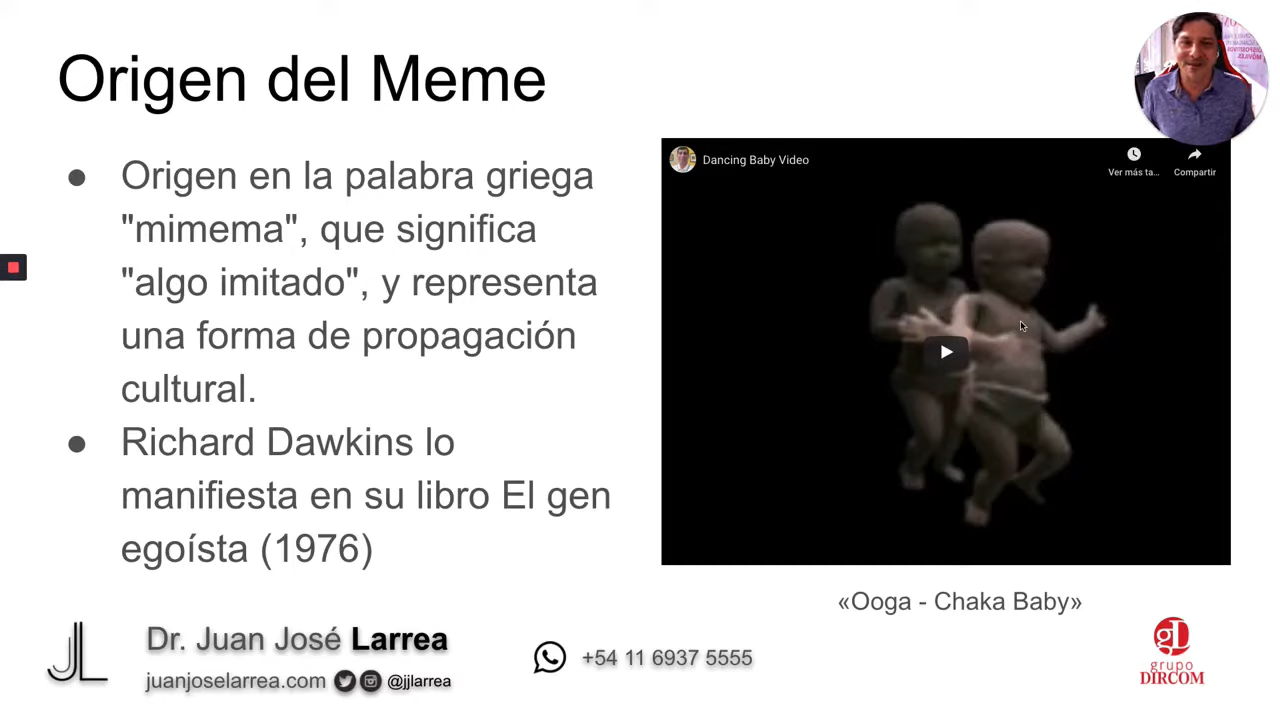 Origen del Meme
● Origen en la palabra griega
"mimema", que significa
"algo imitado", y representa
una forma de propagación
cultural.
● Richard Dawkins lo
manifiesta en su libro El gen
egoísta (1976)
Dancing Baby Video
Ver más ta...
Compartir
«Ooga - Chaka Baby»
JL
Dr. Juan José Larrea
juanjoselarrea.com @jjlarrea
+54 11 6937 5555
gD
grupo
DIRCOM